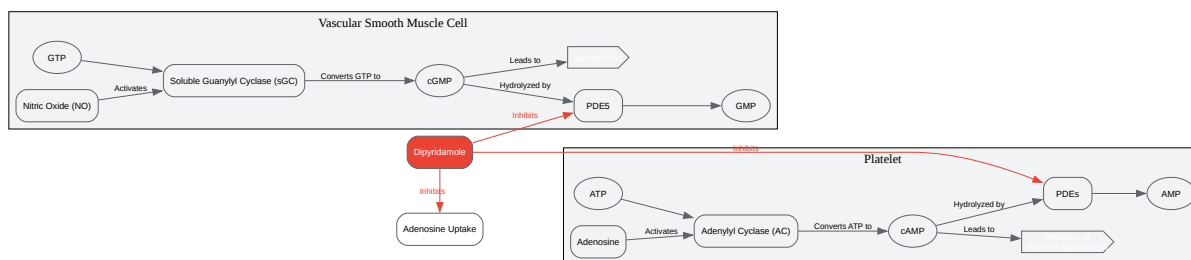 Vascular Smooth Muscle Cell
GTP
Nitric Oxide (NO)
Activates
Soluble Guanylyl Cyclase (sGC)
Converts GTP to
cGMP
Leads to
Hydrolyzed by
PDE5
GMP
Inhibits
Dipyridamole
Inhibits
Inhibits
Adenosine Uptake
Platelet
ATP
Adenosine
Activates
Adenylyl Cyclase (AC)
Converts ATP to
cAMP
Hydrolyzed by
Leads to
PDEs
AMP